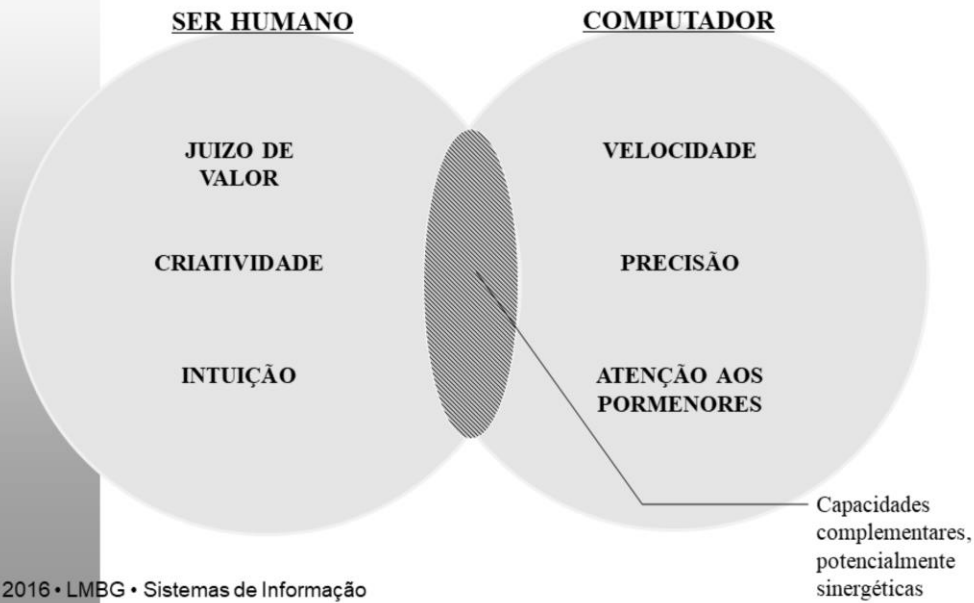 SER HUMANO
COMPUTADOR
JUIZO DE
VALOR
VELOCIDADE
CRIATIVIDADE
PRECISÃO
INTUIÇÃO
ATENÇÃO AOS
PORMENORES
Capacidades
complementares,
potencialmente
sinergéticas
2016 • LMBG • Sistemas de Informação